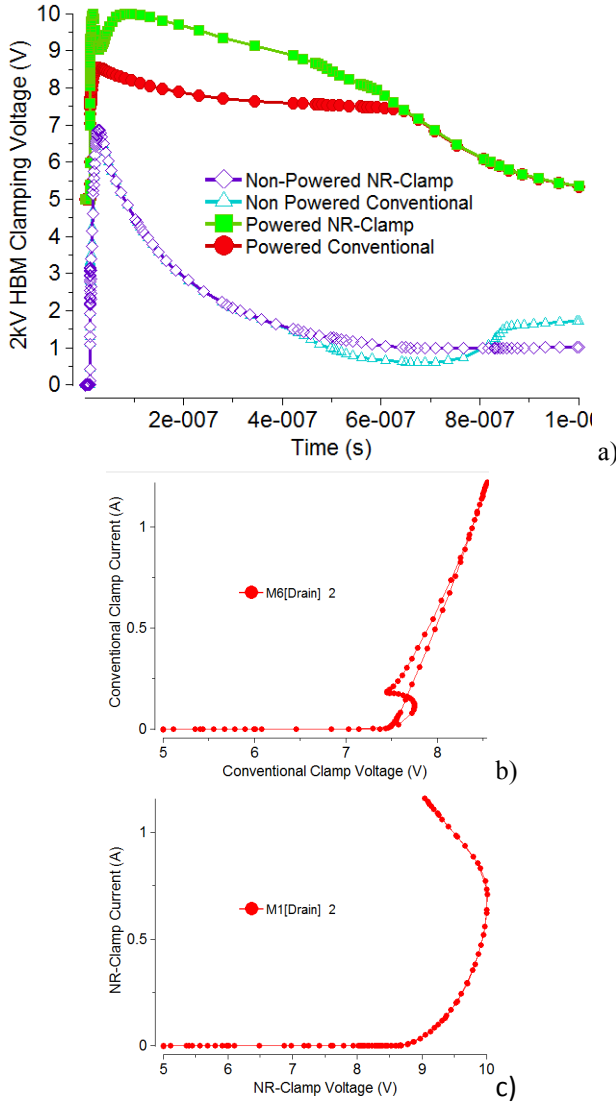 2kV HBM Clamping Voltage (V)
10
9
8
7
6
5
4
3
2
1
0
Non-Powered NR-Clamp
Non Powered Conventional
Powered NR-Clamp
Powered Conventional
2e-007 4e-007 6e-007 8e-007 1e-0
Time (s)
a)
Conventional Clamp Current (A)
1
0.5
0
M6[Drain] 2
5 6 7 8
Conventional Clamp Voltage (V)
b)
NR-Clamp Current (A)
1
0.5
0
M1[Drain] 2
5 6 7 8 9 10
NR-Clamp Voltage (V)
c)